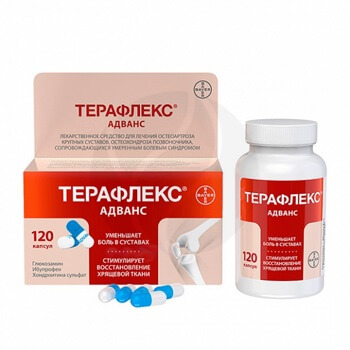 ТЕРАФЛЕКС®
АДВАНС
ЛЕКАРСТВЕННОЕ СРЕДСТВО ДЛЯ ЛЕЧЕНИЯ ОСТЕОАРТРОЗА
КРУПНЫХ СУСТАВОВ, ОСТЕОХОНДРОЗА ПОЗВОНОЧНИКА,
СОПРОВОЖДАЮЩИХСЯ УМЕРЕННЫМ БОЛЕВЫМ СИНДРОМОМ
BAYER
ТЕРАФЛЕКС®
АДВАНС
BAYER
120
капсул
УМЕНЬШАЕТ
БОЛЬ В СУСТАВАХ
СТИМУЛИРУЕТ
ВОССТАНОВЛЕНИЕ
ХРЯЩЕВОЙ ТКАНИ
Глюкозамин
Ибупрофен
Хондроитина сульфат
BAYER
ТЕРАФЛЕКС®
АДВАНС
УМЕНЬШАЕТ
БОЛЬ В СУСТАВАХ
120
капсул
СТИМУЛИРУЕТ
ВОССТАНОВЛЕНИЕ
ХРЯЩЕВОЙ ТКАНИ